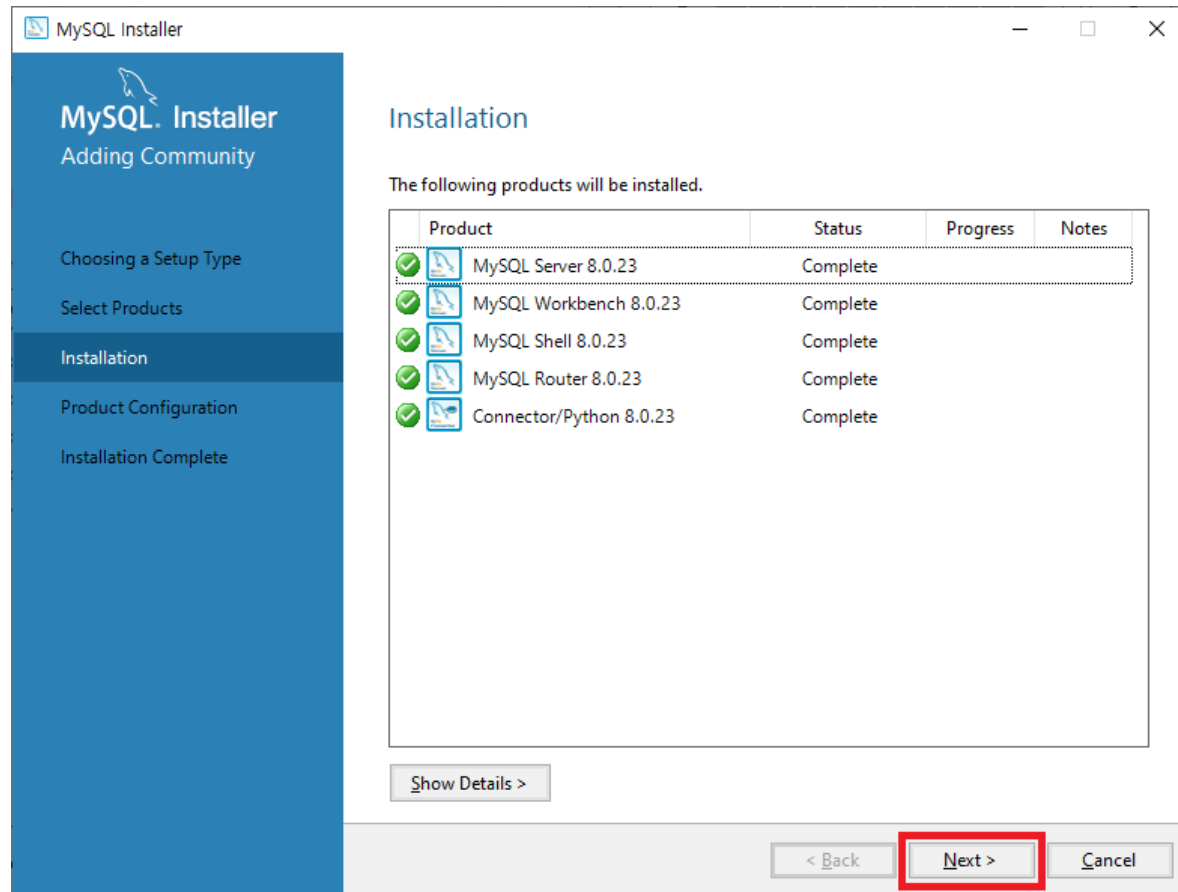 MySQL Installer
MySQL. Installer
Adding Community
Choosing a Setup Type
Select Products
Installation
Product Configuration
Installation Complete
Installation
The following products will be installed.
Product Status Progress Notes
MySQL Server 8.0.23 Complete
MySQL Workbench 8.0.23 Complete
MySQL Shell 8.0.23 Complete
MySQL Router 8.0.23 Complete
Connector/Python 8.0.23 Complete
Show Details >
< Back Next > Cancel